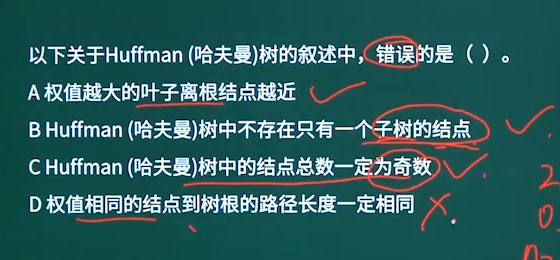 以下关于Huffman (哈夫曼)树的叙述中，错误的是（ ）。
A 权值越大的叶子离根结点越近
B Huffman (哈夫曼)树中不存在只有一个子树的结点
C Huffman (哈夫曼)树中的结点总数一定为奇数
D 权值相同的结点到树根的路径长度一定相同
2
0